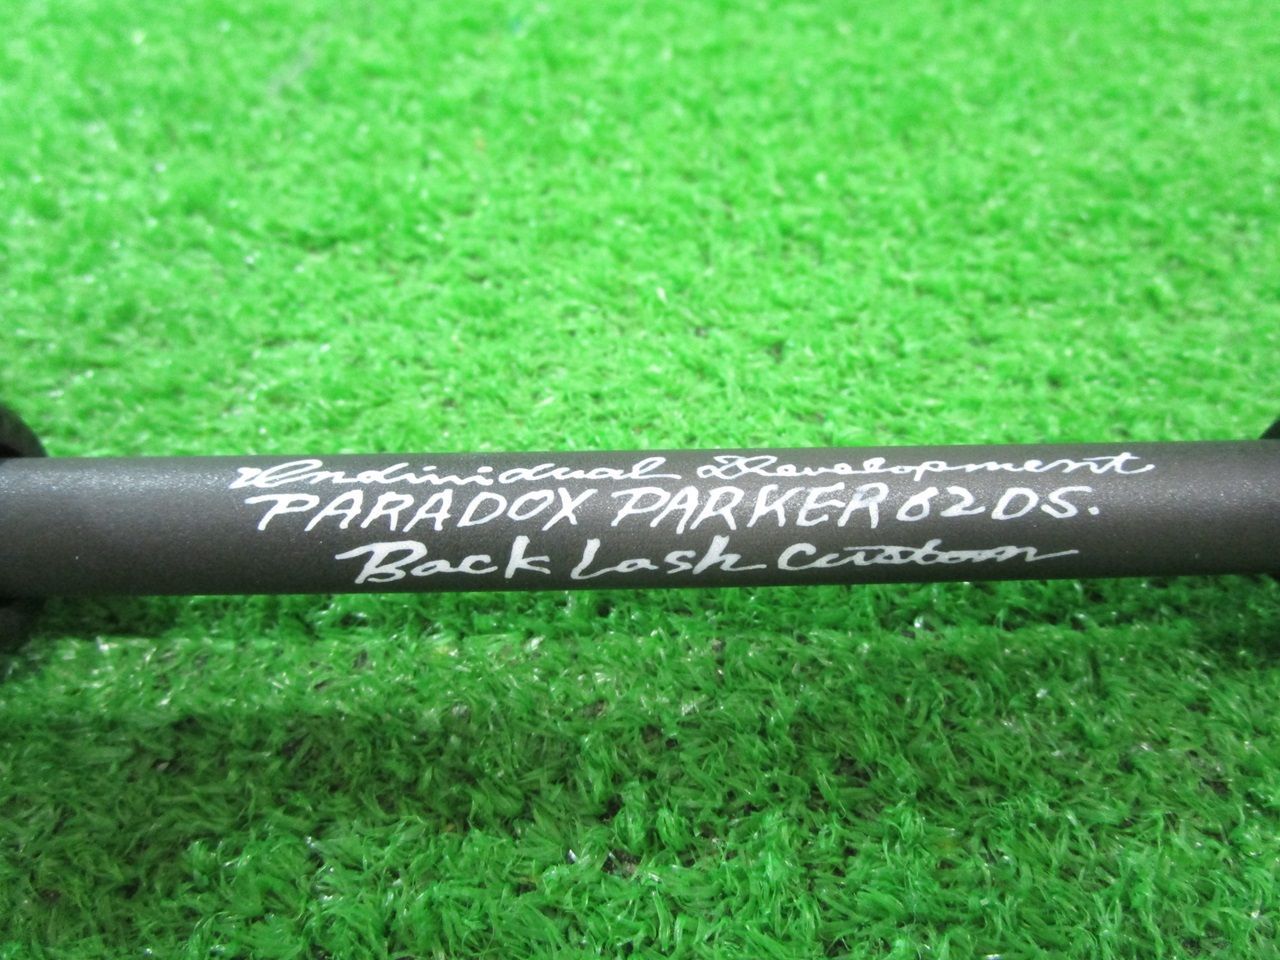 Individual Development
PARADOX PARKER 62DS.
Back Lash Custom